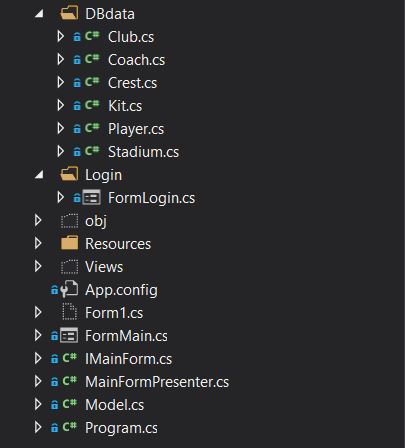 DBdata
C# Club.cs
C# Coach.cs
C# Crest.cs
C# Kit.cs
C# Player.cs
C# Stadium.cs
Login
FormLogin.cs
obj
Resources
Views
App.config
Form1.cs
FormMain.cs
C# IMainForm.cs
C# MainFormPresenter.cs
C# Model.cs
C# Program.cs